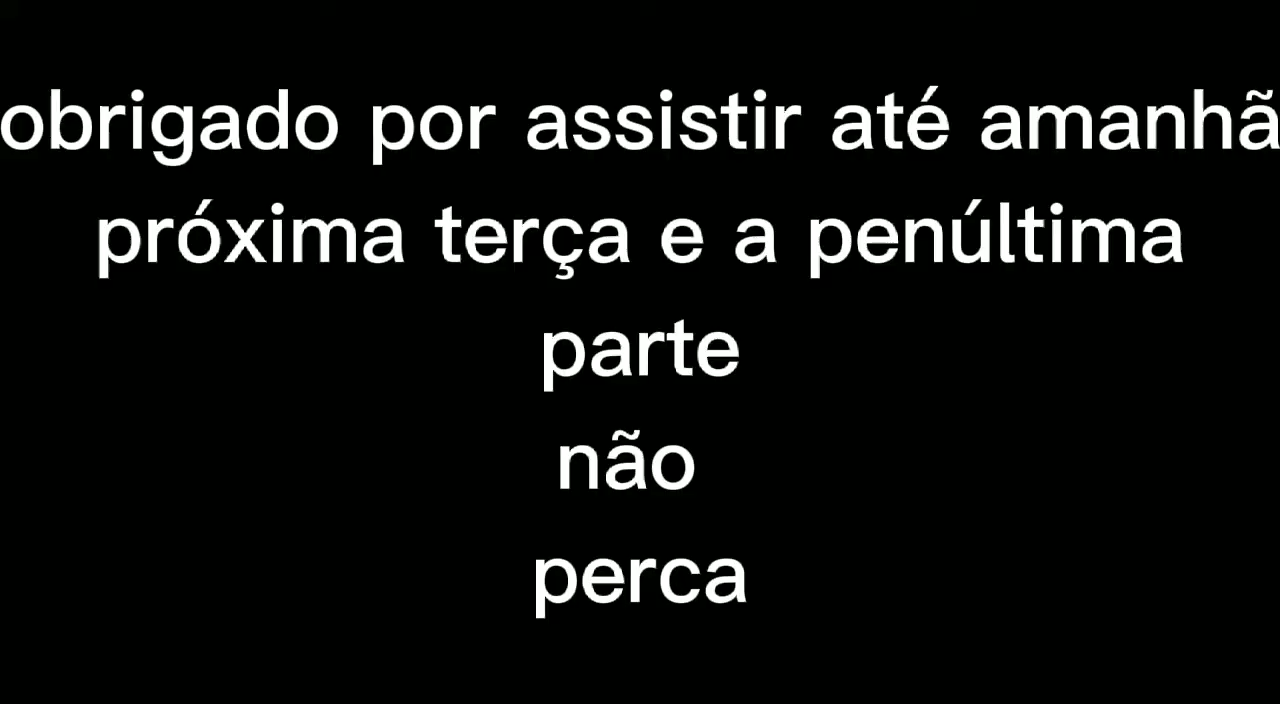 obrigado por assistir até amanhã
próxima terça e a penúltima
parte
não
perca